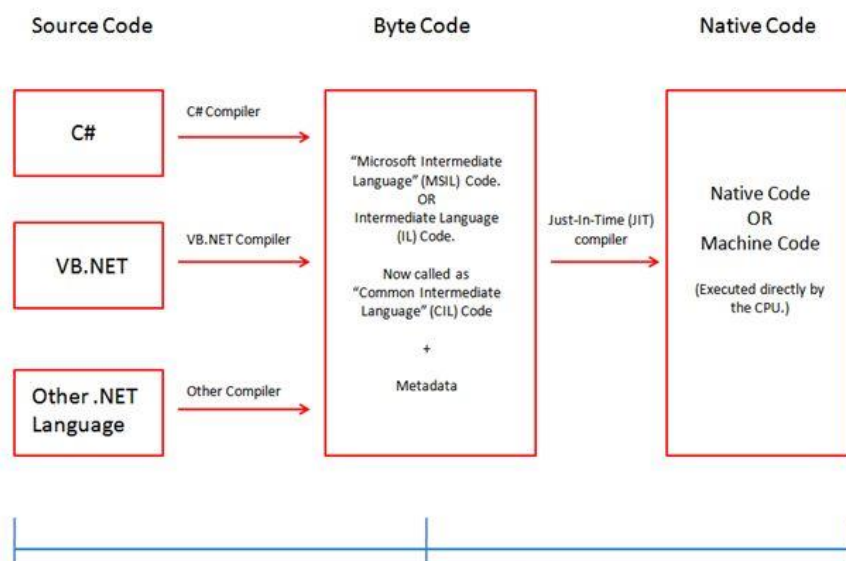 Source Code
Byte Code
Native Code
C#
C# Compiler
VB.NET
VB.NET Compiler
Other .NET
Language
Other Compiler
“Microsoft Intermediate
Language” (MSIL) Code.
OR
Intermediate Language
(IL) Code.
Now called as
“Common Intermediate
Language” (CIL) Code
+
Metadata
Just-In-Time (JIT)
compiler
Native Code
OR
Machine Code
(Executed directly by
the CPU.)